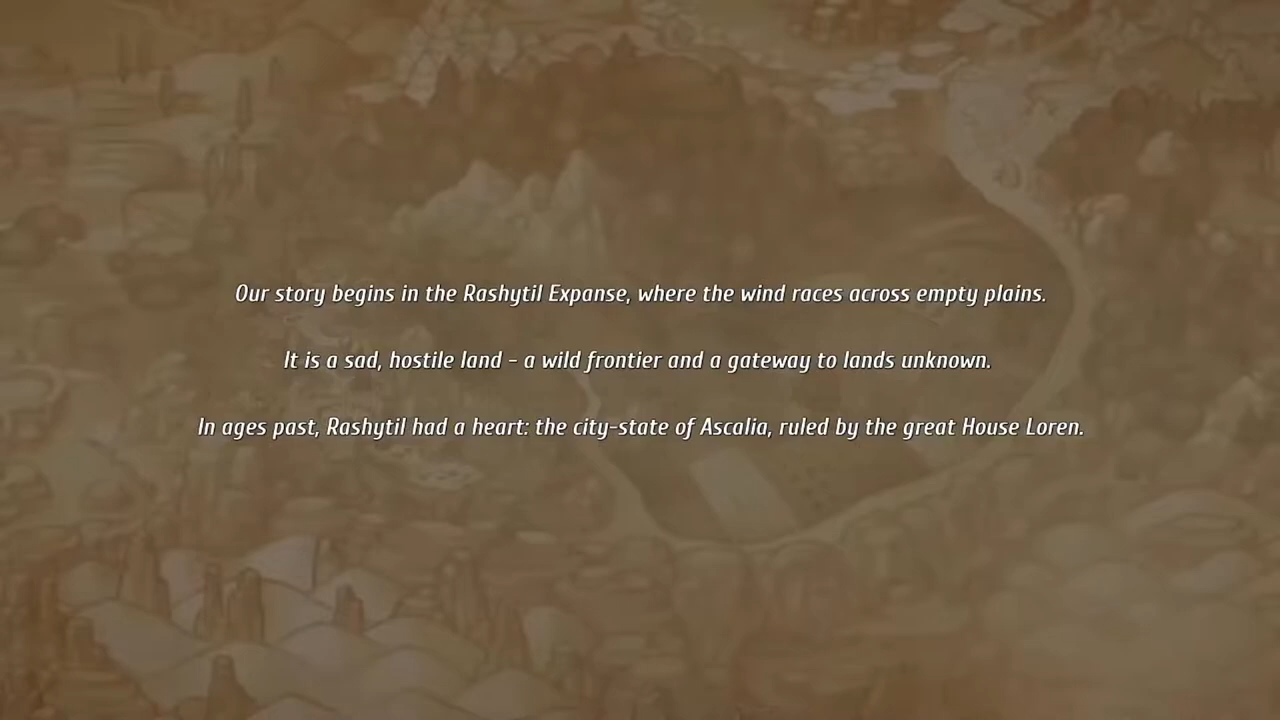 Our story begins in the Rashytil Expanse, where the wind races across empty plains.
It is a sad, hostile land - a wild frontier and a gateway to lands unknown.
In ages past, Rashytil had a heart: the city-state of Ascalia, ruled by the great House Loren.